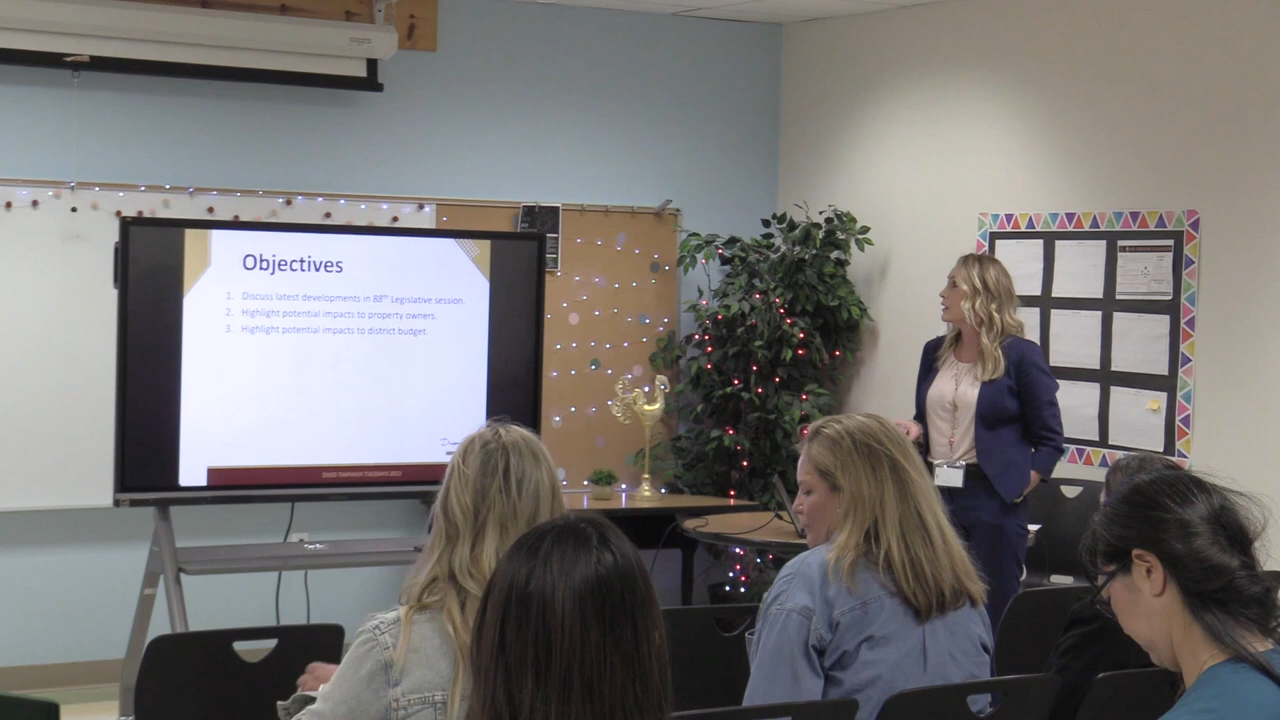 Objectives
1. Discuss latest developments in 88th Legislative session.
2. Highlight potential impacts to property owners.
3. Highlight potential impacts to district budget.